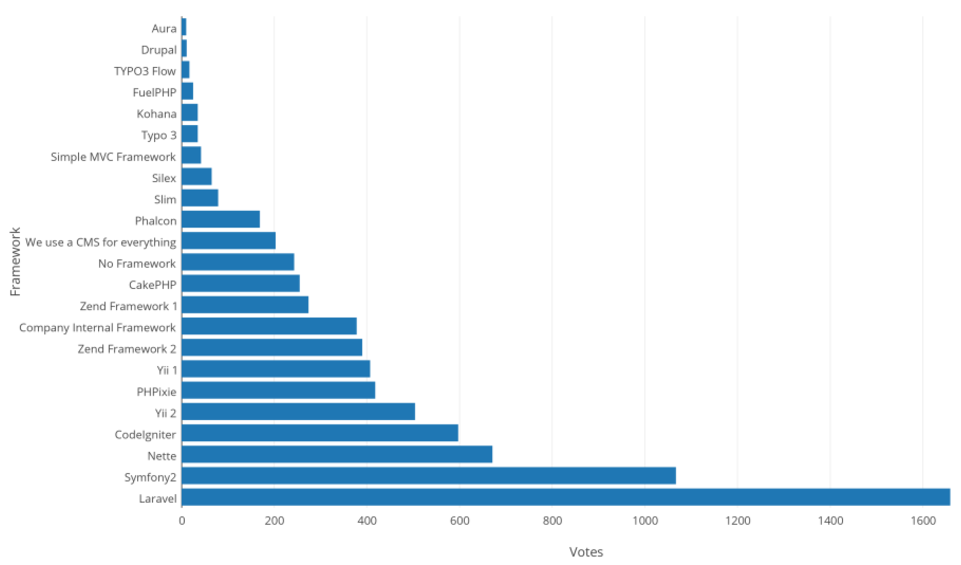 Aura
Drupal
TYPO3 Flow
FuelPHP
Kohana
Typo 3
Simple MVC Framework
Silex
Slim
Phalcon
We use a CMS for everything
No Framework
CakePHP
Zend Framework 1
Company Internal Framework
Zend Framework 2
Yii 1
PHPixie
Yii 2
CodeIgniter
Nette
Symfony2
Laravel
Framework
0 200 400 600 800 1000 1200 1400 1600
Votes